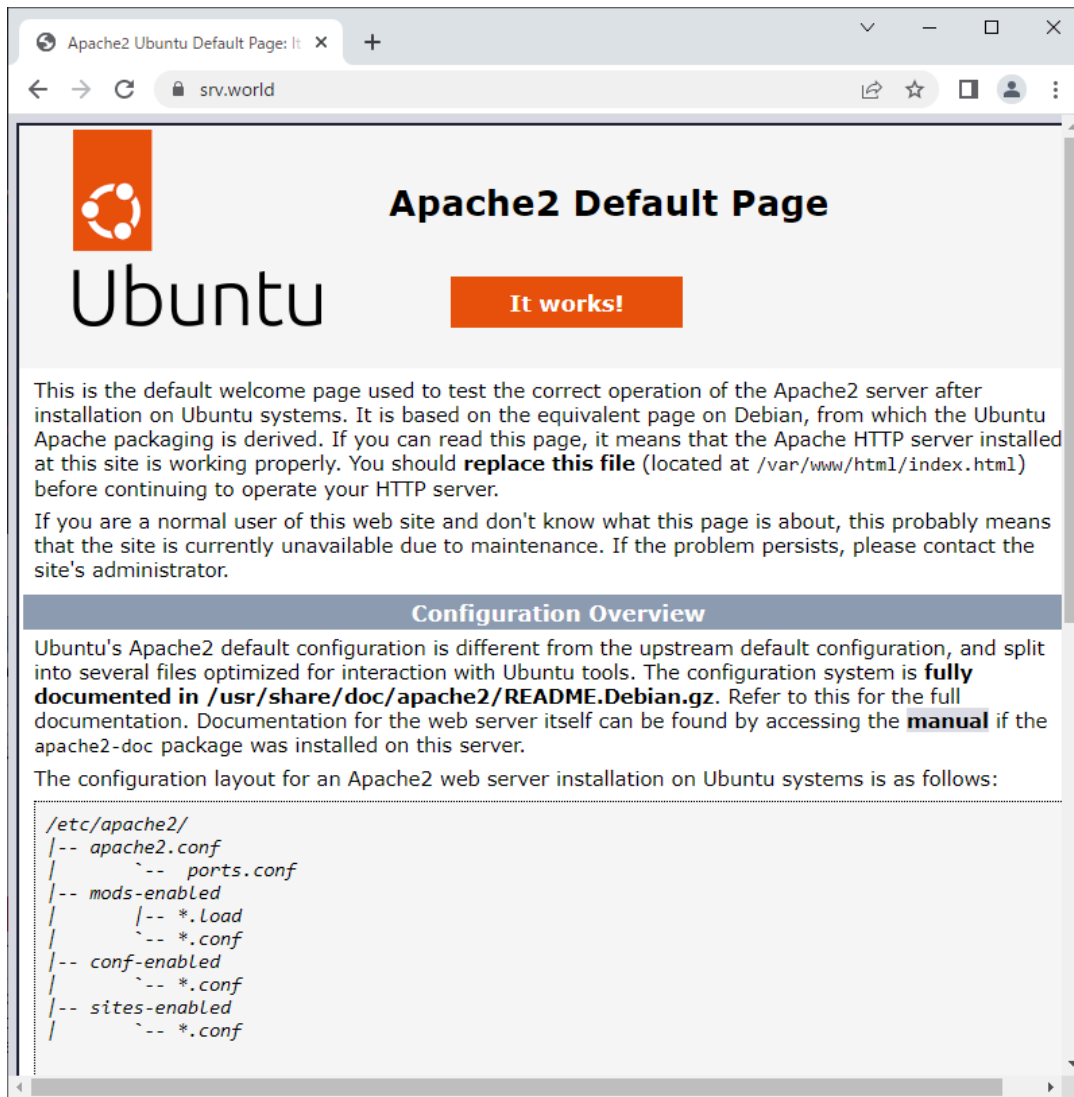 Apache2 Ubuntu Default Page: It
srv.world
Apache2 Default Page
Ubuntu
It works!
This is the default welcome page used to test the correct operation of the Apache2 server after
installation on Ubuntu systems. It is based on the equivalent page on Debian, from which the Ubuntu
Apache packaging is derived. If you can read this page, it means that the Apache HTTP server installed
at this site is working properly. You should replace this file (located at /var/www/html/index.html)
before continuing to operate your HTTP server.
If you are a normal user of this web site and don't know what this page is about, this probably means
that the site is currently unavailable due to maintenance. If the problem persists, please contact the
site's administrator.
Configuration Overview
Ubuntu's Apache2 default configuration is different from the upstream default configuration, and split
into several files optimized for interaction with Ubuntu tools. The configuration system is fully
documented in /usr/share/doc/apache2/README.Debian.gz. Refer to this for the full
documentation. Documentation for the web server itself can be found by accessing the manual if the
apache2-doc package was installed on this server.
The configuration layout for an Apache2 web server installation on Ubuntu systems is as follows:
/etc/apache2/
|-- apache2.conf
|       `--  ports.conf
|-- mods-enabled
|       |-- *.load
|       `-- *.conf
|-- conf-enabled
|       `-- *.conf
|-- sites-enabled
|       `-- *.conf